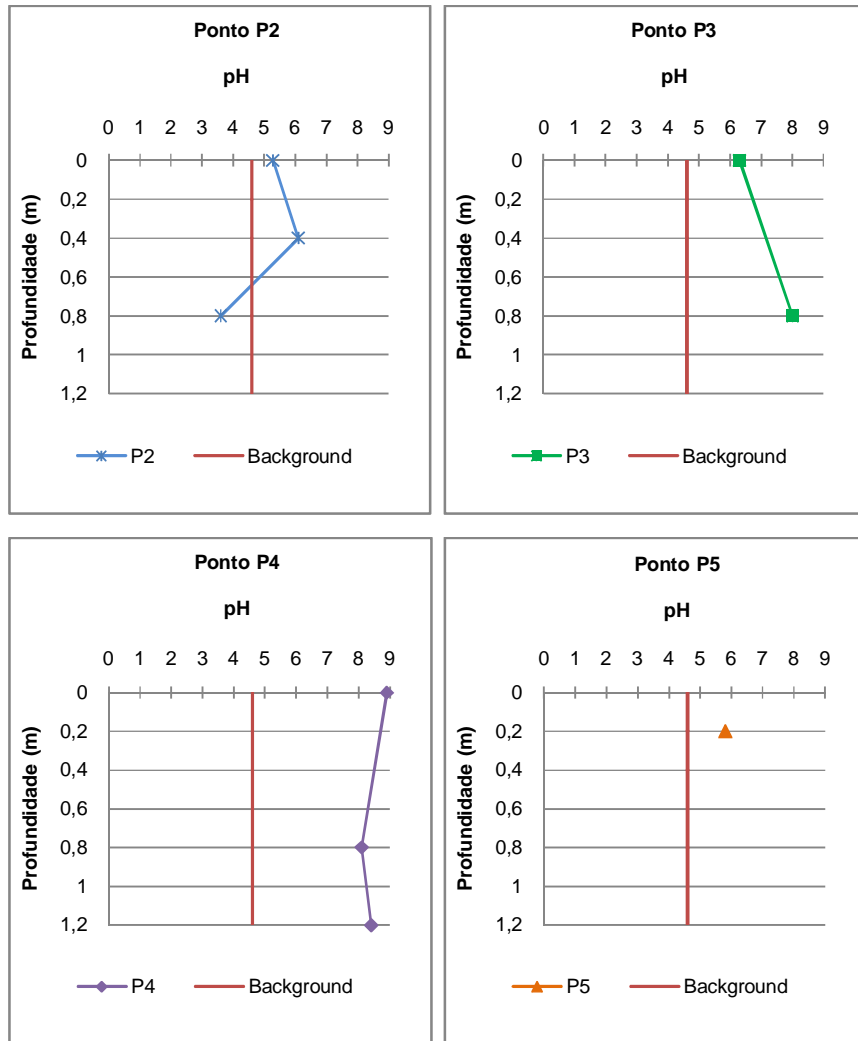 Ponto P2
pH
0 1 2 3 4 5 6 7 8 9
Profundidade (m)
0
0,2
0,4
0,6
0,8
1
1,2
P2 Background
Ponto P3
pH
0 1 2 3 4 5 6 7 8 9
Profundidade (m)
0
0,2
0,4
0,6
0,8
1
1,2
P3 Background
Ponto P4
pH
0 1 2 3 4 5 6 7 8 9
Profundidade (m)
0
0,2
0,4
0,6
0,8
1
1,2
P4 Background
Ponto P5
pH
0 1 2 3 4 5 6 7 8 9
Profundidade (m)
0
0,2
0,4
0,6
0,8
1
1,2
P5 Background